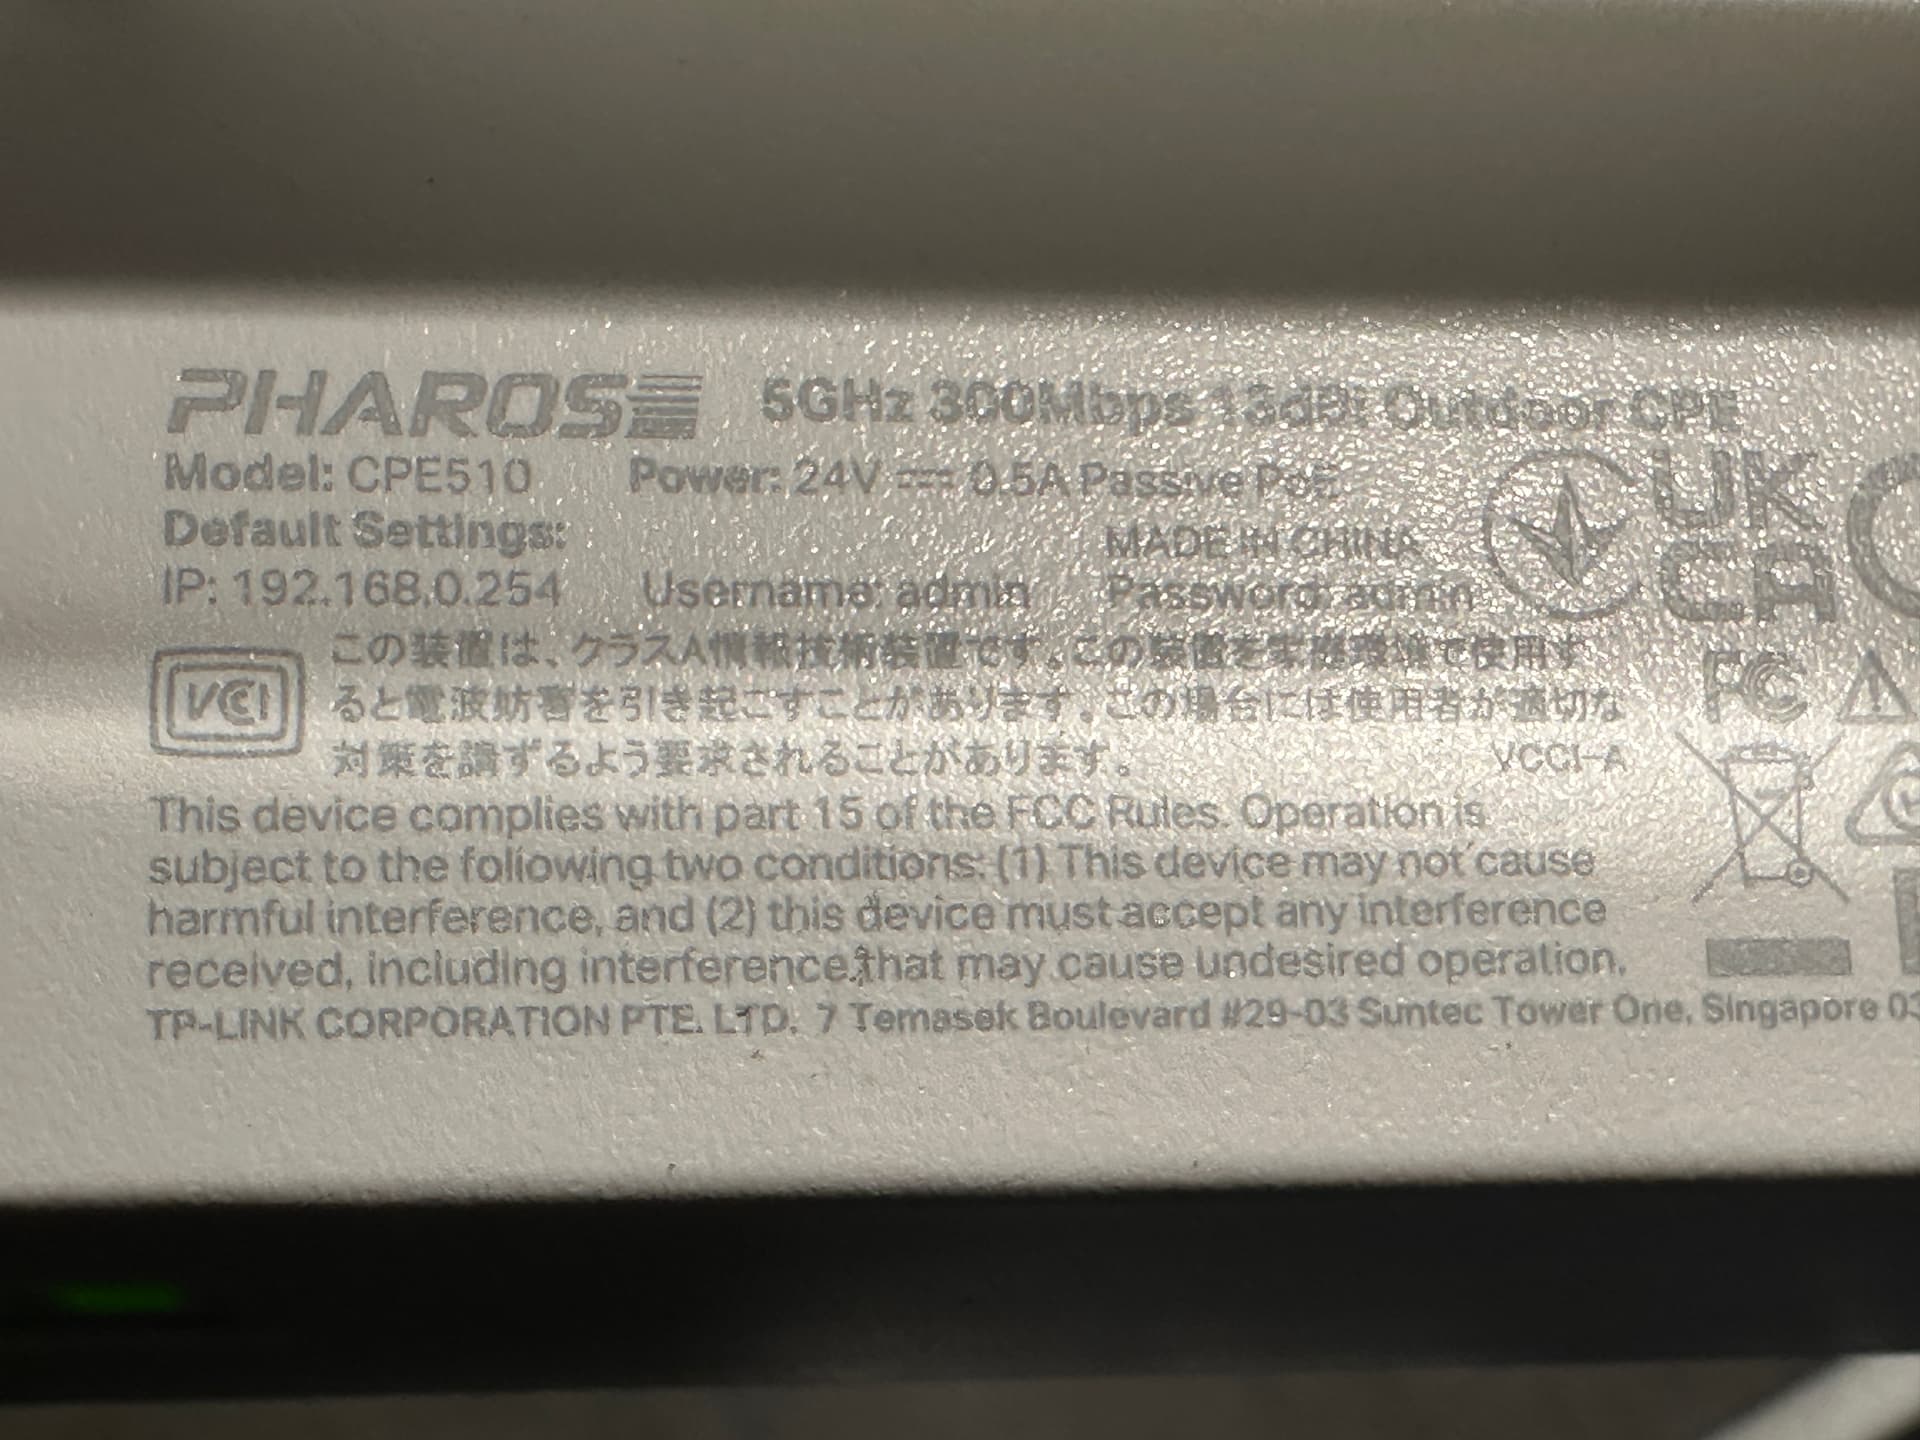 PHAROS 5GHz 300Mbps 13dBi Outdoor CPE
Model: CPE510 Power: 24V ⎓ 0.5A Passive PoE
Default Settings: MADE IN CHINA
IP: 192.168.0.254 Username: admin Password: admin
UK
CA
VCCI
この装置は、クラスA情報技術装置です。この装置を家庭環境で使用す
ると電波妨害を引き起こすことがあります。この場合には使用者が適切な
対策を講ずるよう要求されることがあります。 VCCI-A
FC
This device complies with part 15 of the FCC Rules. Operation is
subject to the following two conditions: (1) This device may not cause
harmful interference, and (2) this device must accept any interference
received, including interference that may cause undesired operation.
TP-LINK CORPORATION PTE. LTD. 7 Temasek Boulevard #29-03 Suntec Tower One, Singapore 03